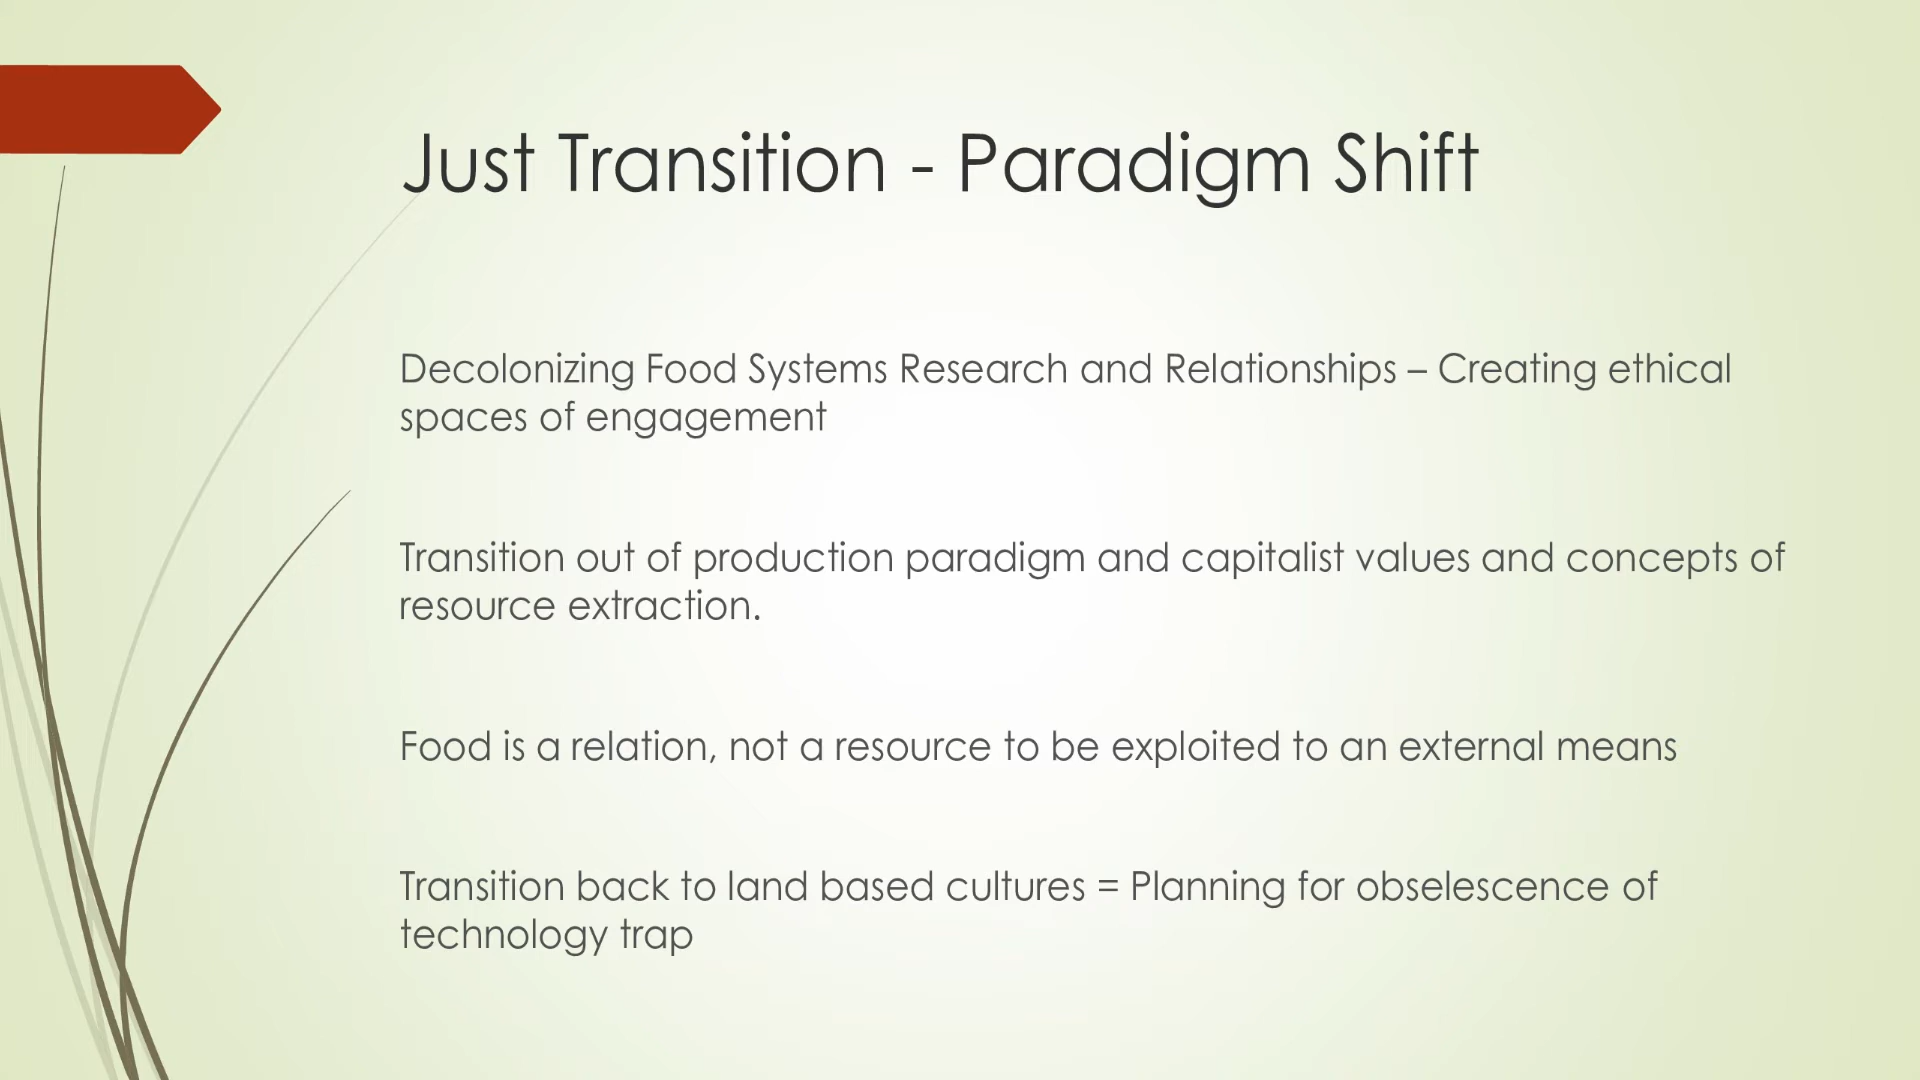 Just Transition - Paradigm Shift
Decolonizing Food Systems Research and Relationships – Creating ethical
spaces of engagement
Transition out of production paradigm and capitalist values and concepts of
resource extraction.
Food is a relation, not a resource to be exploited to an external means
Transition back to land based cultures = Planning for obselescence of
technology trap